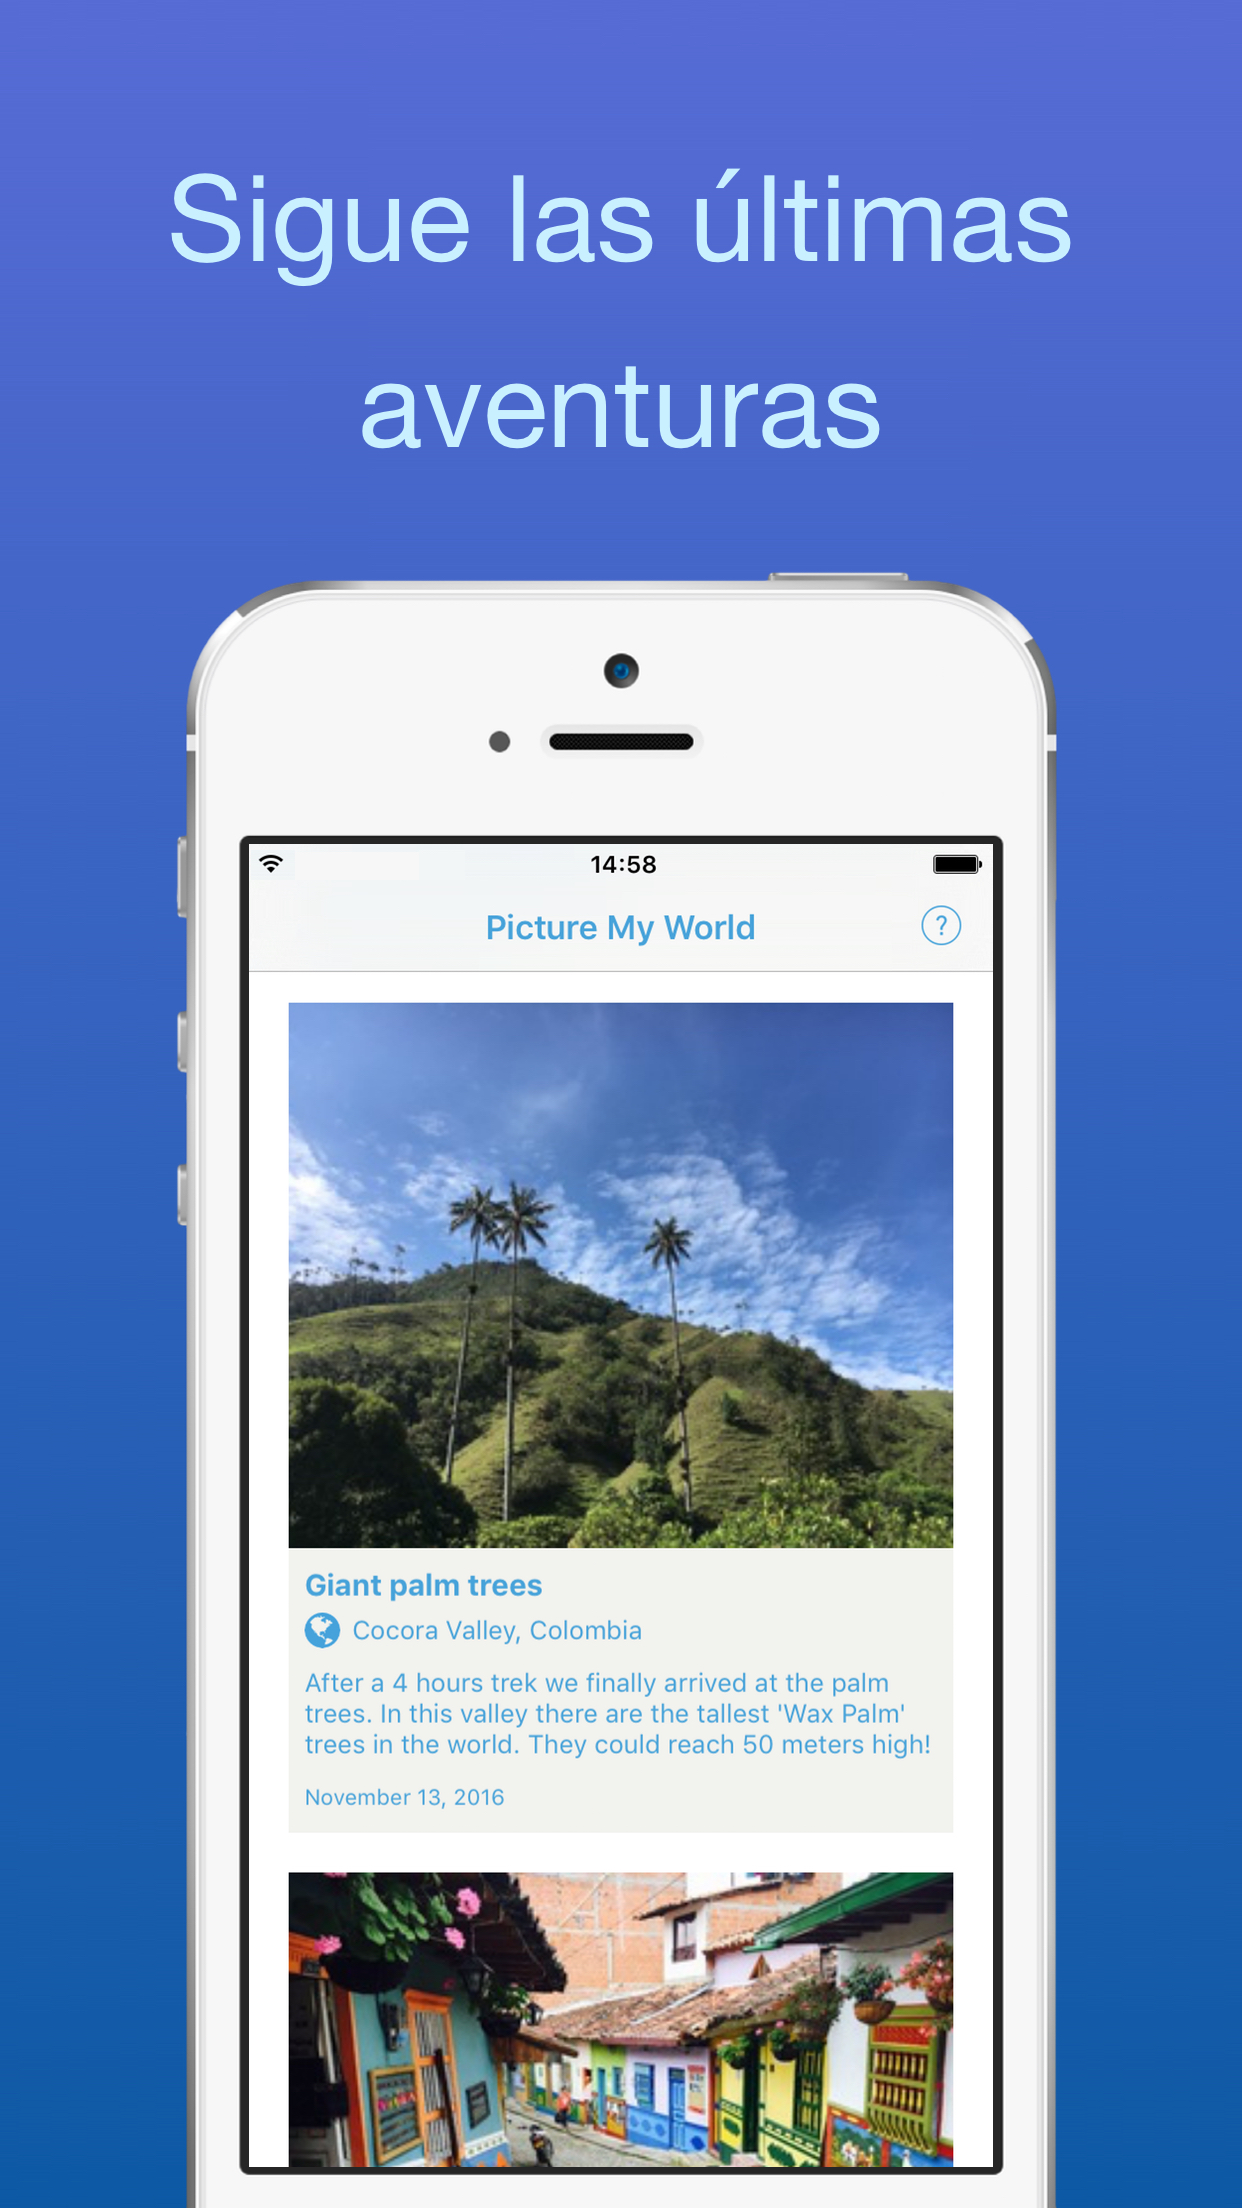 Sigue las últimas
aventuras
14:58
Picture My World
?
Giant palm trees
Cocora Valley, Colombia
After a 4 hours trek we finally arrived at the palm
trees. In this valley there are the tallest 'Wax Palm'
trees in the world. They could reach 50 meters high!
November 13, 2016